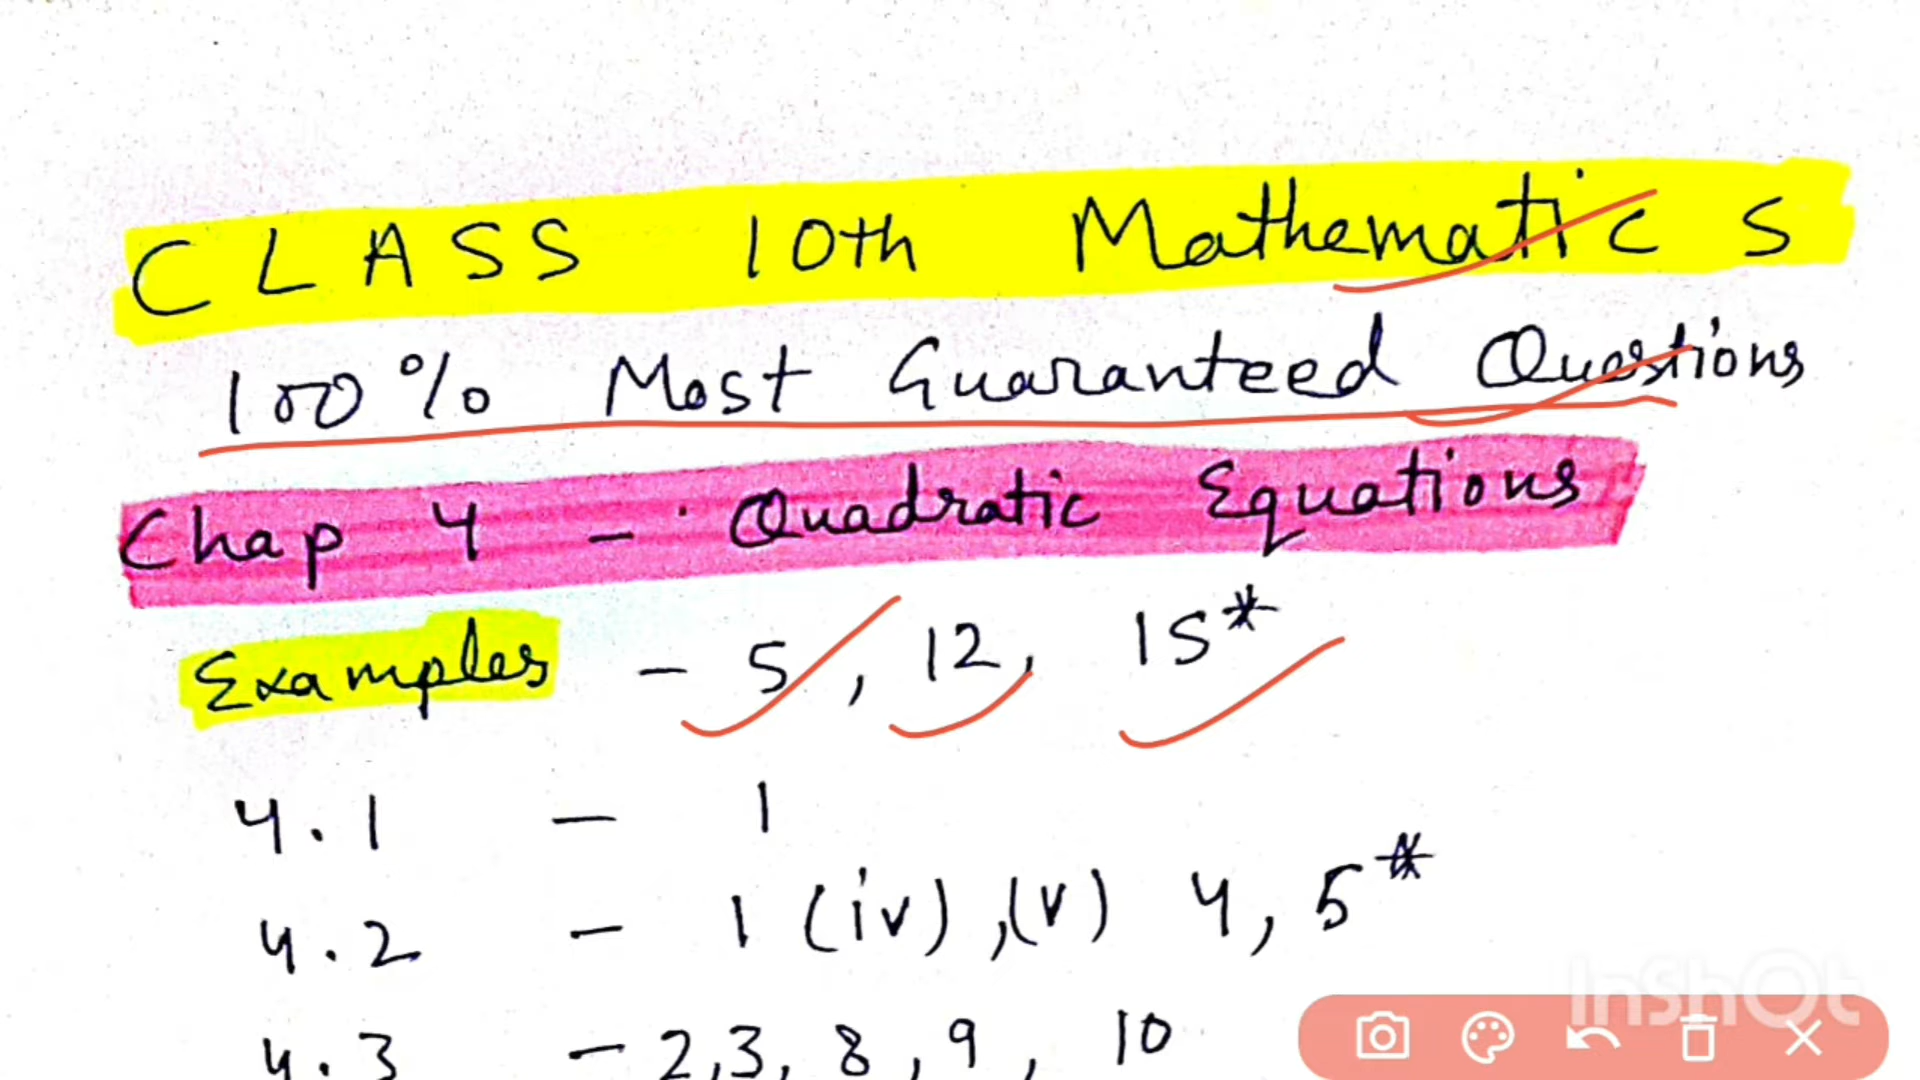 CLASS 10th Mathematics
100% Most Guaranteed Questions
Chap 4 - Quadratic Equations
Examples - 5, 12, 15*
4.1 - 1
4.2 - 1 (iv), (v) 4, 5*
4.3 - 2, 3, 8, 9, 10
InShOt